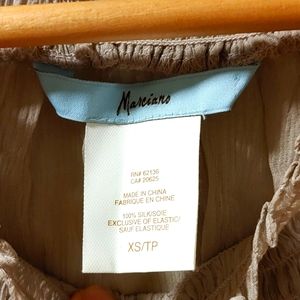 Marciano
RN# 62136
CA# 20625
MADE IN CHINA
FABRIQUE EN CHINE
100% SILK/SOIE
EXCLUSIVE OF ELASTIC/
SAUF ELASTIQUE
XS/TP